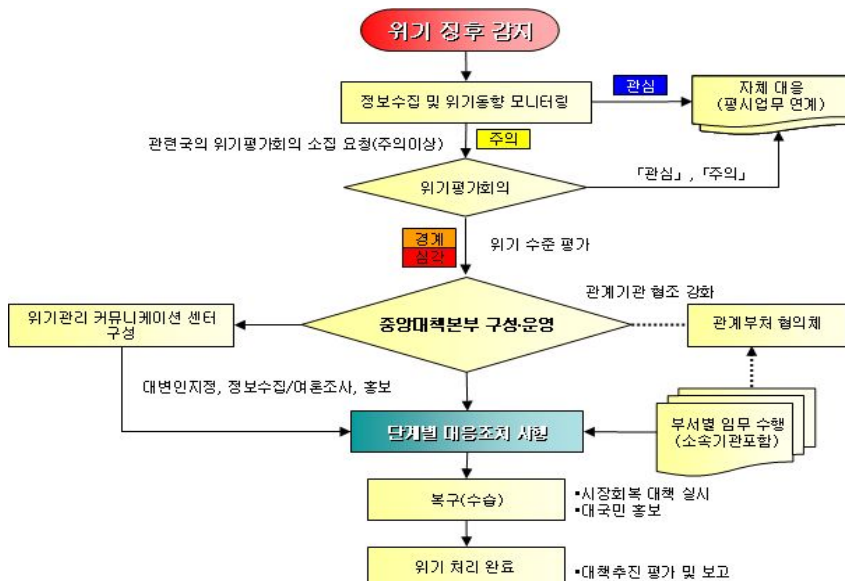 위기 징후 감지
정보수집 및 위기동향 모니터링
관심
자체 대응
(평시업무 연계)
관련국의 위기평가회의 소집 요청(주의이상)
주의
위기평가회의
「관심」, 「주의」
경계
심각
위기 수준 평가
관계기관 협조 강화
위기관리 커뮤니케이션 센터
구성
중앙대책본부 구성·운영
관계부처 협의체
대변인지정, 정보수집/여론조사, 홍보
단계별 대응조치 시행
부서별 임무 수행
(소속기관포함)
복구(수습)
▪시장회복 대책 실시
▪대국민 홍보
위기 처리 완료
▪대책추진 평가 및 보고